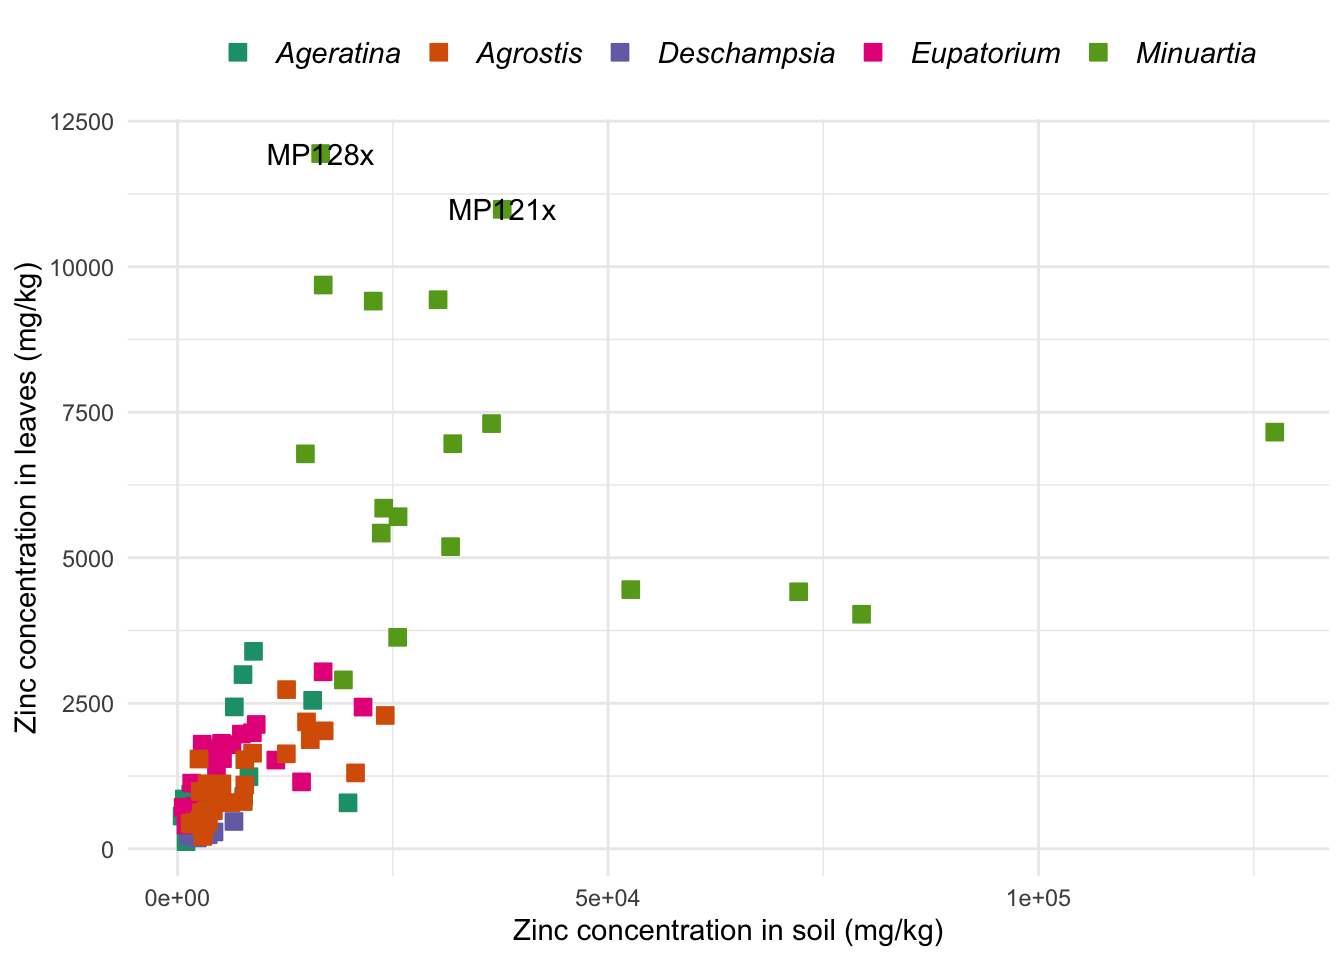 Ageratina Agrostis Deschampsia Eupatorium Minuartia
12500
MP128x
MP121x
10000
7500
5000
2500
0
Zinc concentration in leaves (mg/kg)
0e+00 5e+04 1e+05
Zinc concentration in soil (mg/kg)